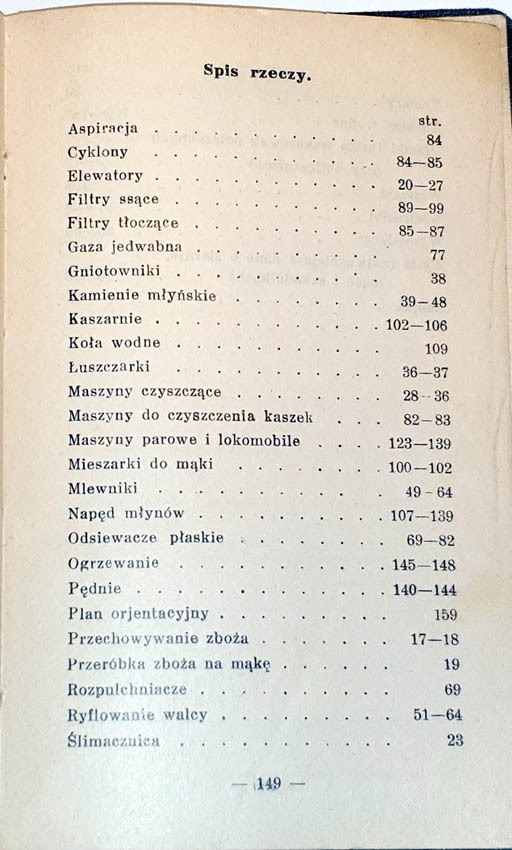 Spis rzeczy.
str.
Aspiracja . . . . . . . . . . . 84
Cyklony . . . . . . . . . . . 84—85
Elewatory . . . . . . . . . . . 20—27
Filtry ssące . . . . . . . . . . 89—99
Filtry tłoczące . . . . . . . . . 85—87
Gaza jedwabna . . . . . . . . . 77
Gniotowniki . . . . . . . . . . 38
Kamienie młyńskie . . . . . . . 39—48
Kaszarnie . . . . . . . . . . . 102—106
Koła wodne . . . . . . . . . . 109
Łuszczarki . . . . . . . . . . 36—37
Maszyny czyszczące . . . . . . . 28—36
Maszyny do czyszczenia kaszek . . . 82—83
Maszyny parowe i lokomobile . . . . 123—139
Mieszarki do mąki . . . . . . . . 100—102
Mlewniki . . . . . . . . . . . 49—64
Napęd młynów . . . . . . . . . 107—139
Odsiewacze płaskie . . . . . . . 69—82
Ogrzewanie . . . . . . . . . . 145—148
Pędnie . . . . . . . . . . . . 140—144
Plan orjentacyjny . . . . . . . . 159
Przechowywanie zboża . . . . . . 17—18
Przeróbka zboża na mąkę . . . . . 19
Rozpulchniacze . . . . . . . . . 69
Ryflowanie walcy . . . . . . . . 51—64
Ślimacznica . . . . . . . . . . 23
— 149 —